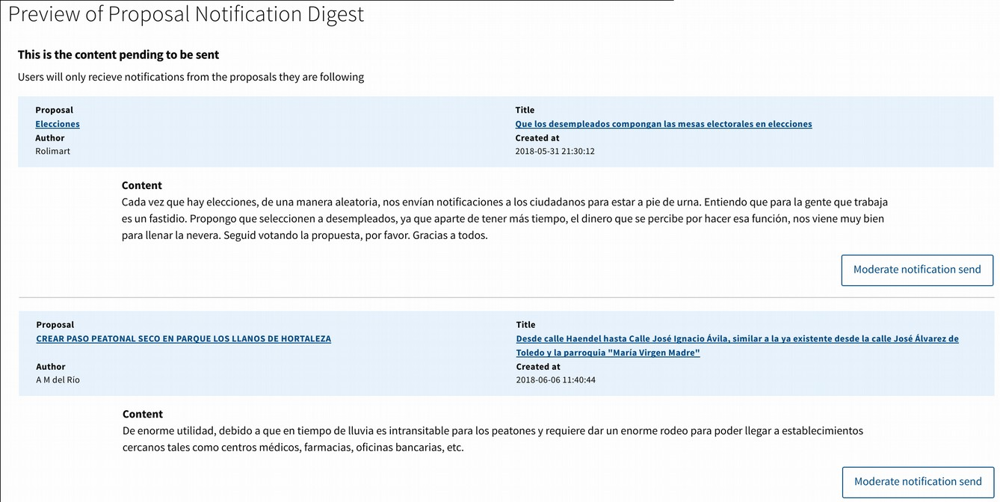 Preview of Proposal Notification Digest
This is the content pending to be sent
Users will only recieve notifications from the proposals they are following
Proposal
Elecciones
Author
Rolimart
Title
Que los desempleados compongan las mesas electorales en elecciones
Created at
2018-05-31 21:30:12
Content
Cada vez que hay elecciones, de una manera aleatoria, nos envían notificaciones a los ciudadanos para estar a pie de urna. Entiendo que para la gente que trabaja
es un fastidio. Propongo que seleccionen a desempleados, ya que aparte de tener más tiempo, el dinero que se percibe por hacer esa función, nos viene muy bien
para llenar la nevera. Seguid votando la propuesta, por favor. Gracias a todos.
Moderate notification send
Proposal
CREAR PASO PEATONAL SECO EN PARQUE LOS LLANOS DE HORTALEZA
Author
A M del Río
Title
Desde calle Haendel hasta Calle José Ignacio Ávila, similar a la ya existente desde la calle José Álvarez de
Toledo y la parroquia "María Virgen Madre"
Created at
2018-06-06 11:40:44
Content
De enorme utilidad, debido a que en tiempo de lluvia es intransitable para los peatones y requiere dar un enorme rodeo para poder llegar a establecimientos
cercanos tales como centros médicos, farmacias, oficinas bancarias, etc.
Moderate notification send